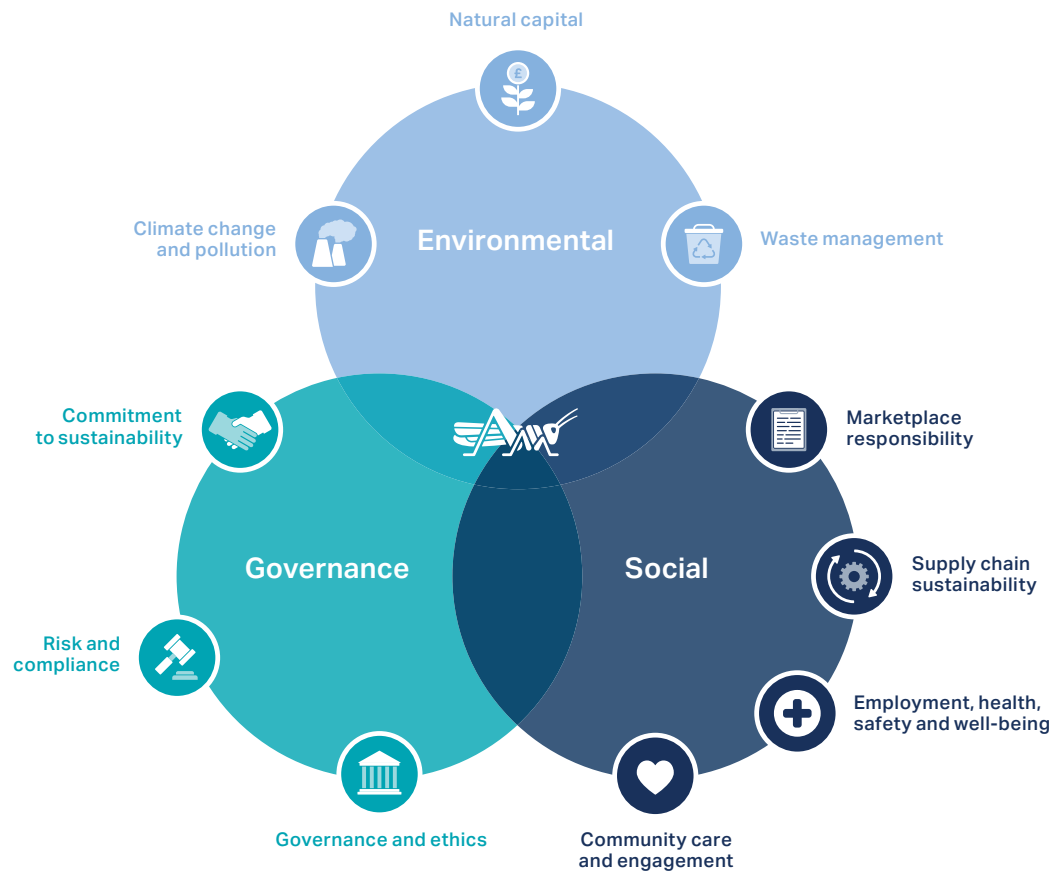 Natural capital
£
Climate change
and pollution
Environmental
Waste management
Commitment
to sustainability
Marketplace
responsibility
Governance
Social
Supply chain
sustainability
Risk and
compliance
Employment, health,
safety and well-being
Governance and ethics
Community care
and engagement